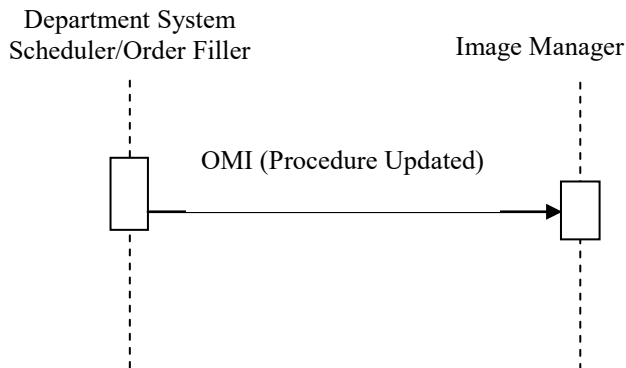 Department System
Scheduler/Order Filler
Image Manager
OMI (Procedure Updated)